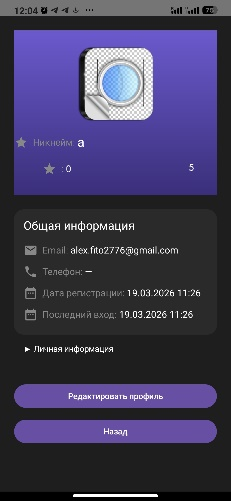 12:04
Никнейм: a
: 0
5
Общая информация
Email: alex.fito2776@gmail.com
Телефон: —
Дата регистрации: 19.03.2026 11:26
Последний вход: 19.03.2026 11:26
► Личная информация
Редактировать профиль
Назад